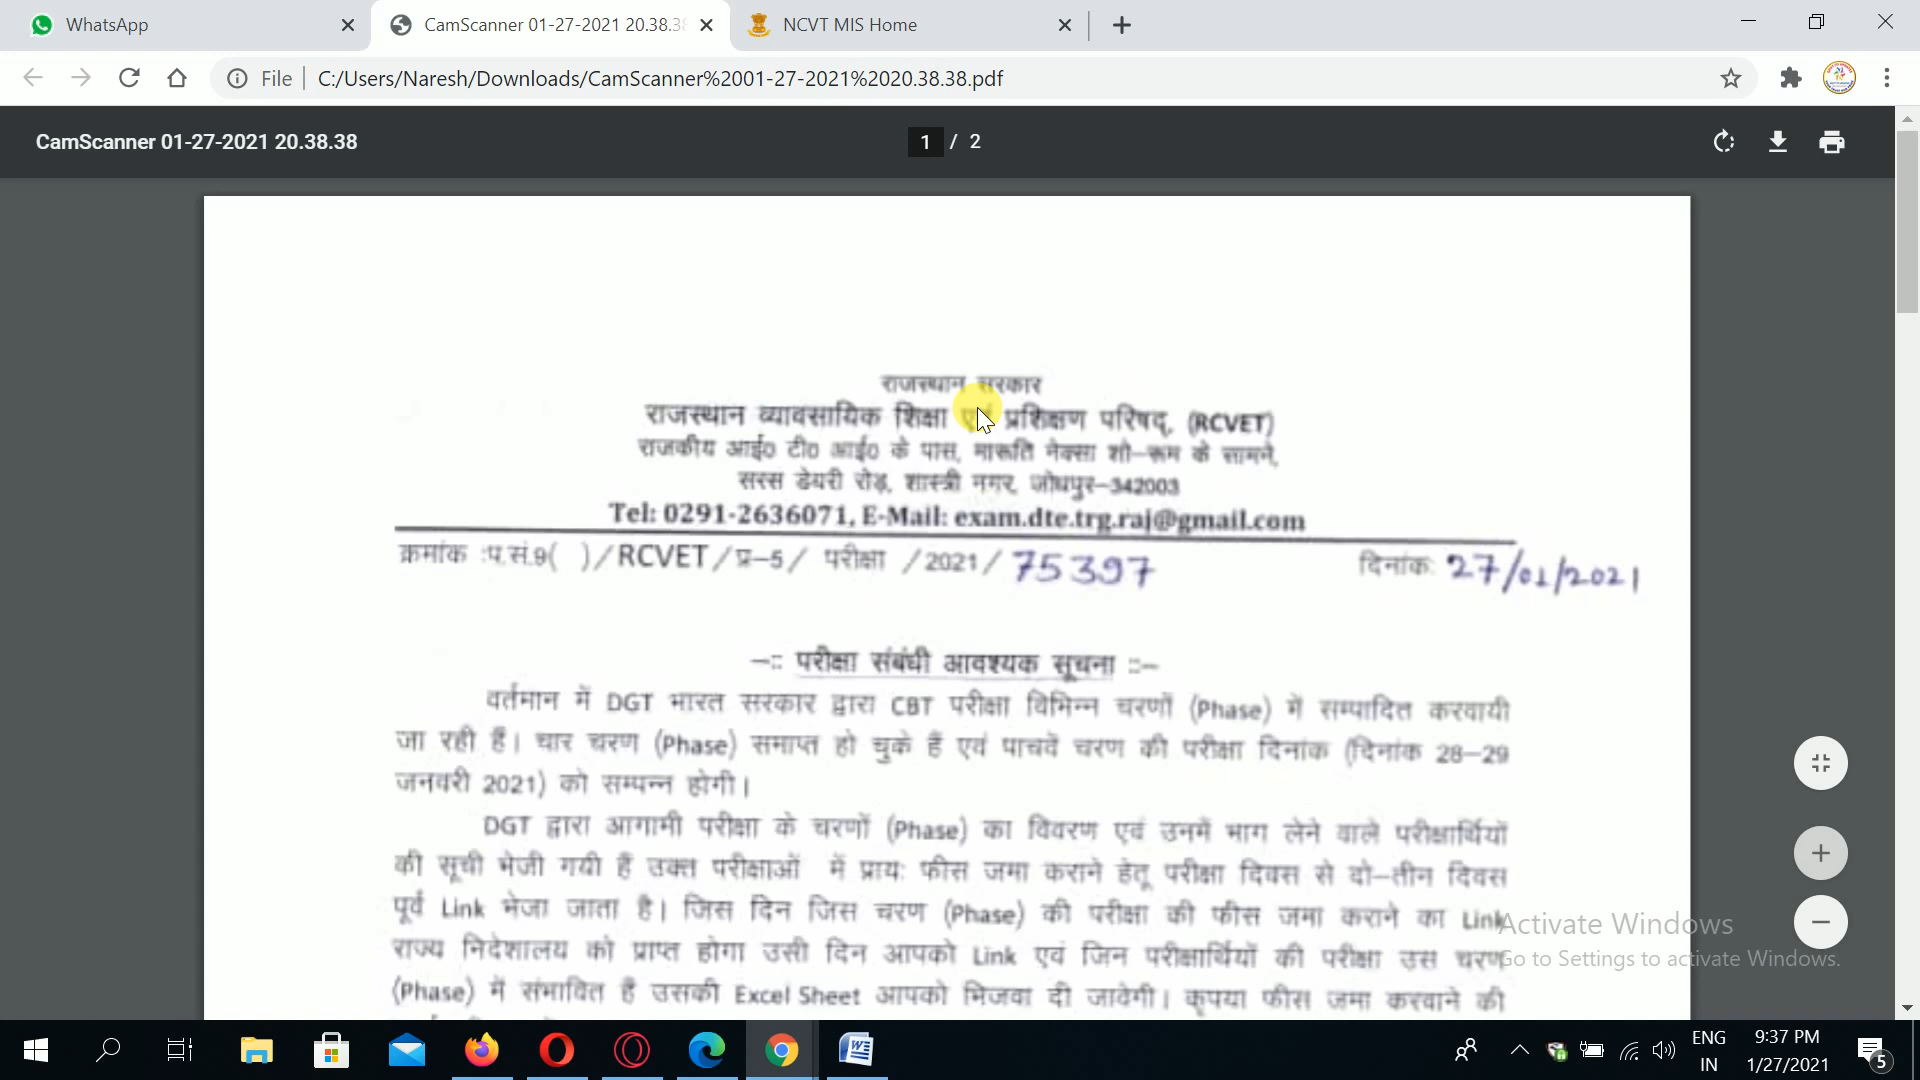 WhatsApp
CamScanner 01-27-2021 20.38.38
NCVT MIS Home
File
C:/Users/Naresh/Downloads/CamScanner%2001-27-2021%2020.38.38.pdf
CamScanner 01-27-2021 20.38.38
1 / 2
राजस्थान सरकार
राजस्थान व्यावसायिक शिक्षा एवं प्रशिक्षण परिषद्, (RCVET)
राजकीय आई० टी० आई० के पास, मारूति नेक्सा शो–रूम के सामने,
सरस डेयरी रोड़, शास्त्री नगर, जोधपुर–342003
Tel: 0291-2636071, E-Mail: exam.dte.trg.raj@gmail.com
क्रमांक :प.सं.9( )/RCVET/प्र–5/ परीक्षा /2021/ 75397
दिनांक: 27/01/2021
–:: परीक्षा संबंधी आवश्यक सूचना ::–
वर्तमान में DGT भारत सरकार द्वारा CBT परीक्षा विभिन्न चरणों (Phase) में सम्पादित करवायी
जा रही हैं। चार चरण (Phase) समाप्त हो चुके हैं एवं पाचवें चरण की परीक्षा दिनांक (दिनांक 28–29
जनवरी 2021) को सम्पन्न होगी।
DGT द्वारा आगामी परीक्षा के चरणों (Phase) का विवरण एवं उनमें भाग लेने वाले परीक्षार्थियों
की सूची भेजी गयी हैं उक्त परीक्षाओं में प्रायः फीस जमा कराने हेतू परीक्षा दिवस से दो–तीन दिवस
पूर्व Link भेजा जाता है। जिस दिन जिस चरण (Phase) की परीक्षा की फीस जमा कराने का Link
राज्य निदेशालय को प्राप्त होगा उसी दिन आपको Link एवं जिन परीक्षार्थियों की परीक्षा उस चरण
(Phase) में संभावित हैं उसकी Excel Sheet आपको भिजवा दी जावेगी। कृपया फीस जमा करवाने की
Activate Windows
Go to Settings to activate Windows.
ENG
IN
9:37 PM
1/27/2021
5